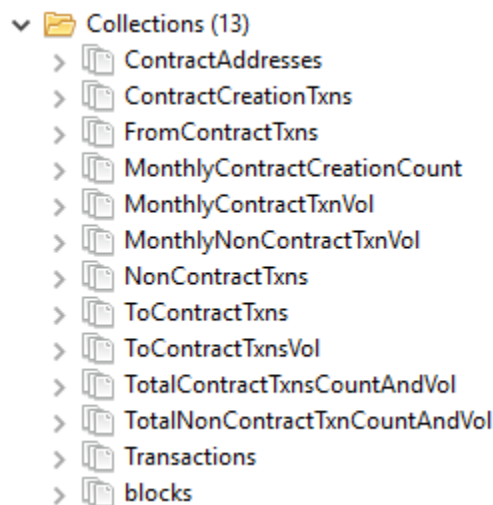 Collections (13)
ContractAddresses
ContractCreationTxns
FromContractTxns
MonthlyContractCreationCount
MonthlyContractTxnVol
MonthlyNonContractTxnVol
NonContractTxns
ToContractTxns
ToContractTxnsVol
TotalContractTxnsCountAndVol
TotalNonContractTxnCountAndVol
Transactions
blocks